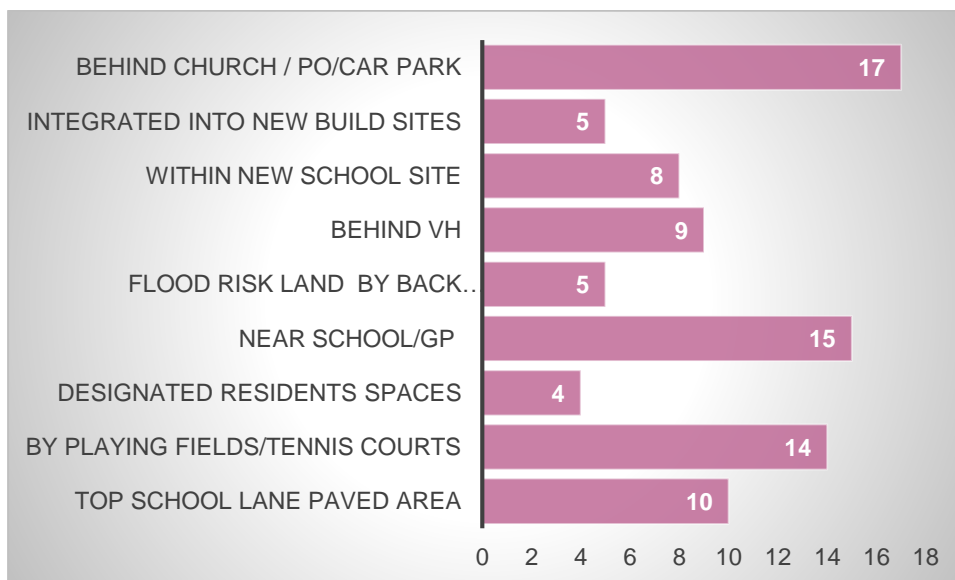 BEHIND CHURCH / PO/CAR PARK 17
INTEGRATED INTO NEW BUILD SITES 5
WITHIN NEW SCHOOL SITE 8
BEHIND VH 9
FLOOD RISK LAND BY BACK… 5
NEAR SCHOOL/GP 15
DESIGNATED RESIDENTS SPACES 4
BY PLAYING FIELDS/TENNIS COURTS 14
TOP SCHOOL LANE PAVED AREA 10
0 2 4 6 8 10 12 14 16 18